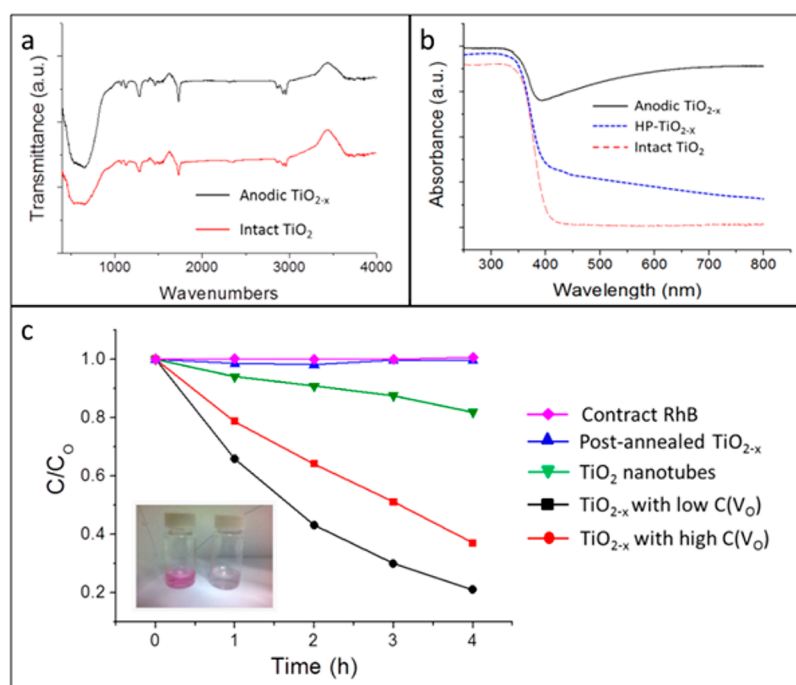 a
Transmittance (a.u.)
Anodic TiO2-x
Intact TiO2
1000 2000 3000 4000
Wavenumbers
b
Absorbance (a.u.)
Anodic TiO2-x
HP-TiO2-x
Intact TiO2
300 400 500 600 700 800
Wavelength (nm)
c
C/CO
1.0
0.8
0.6
0.4
0.2
0 1 2 3 4
Time (h)
Contract RhB
Post-annealed TiO2-x
TiO2 nanotubes
TiO2-x with low C(VO)
TiO2-x with high C(VO)